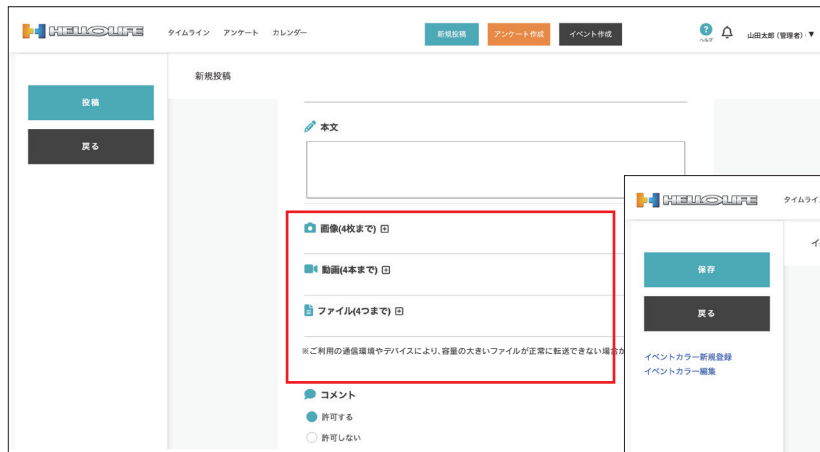 HELLOLIFE タイムライン アンケート カレンダー 新規投稿 アンケート作成 イベント作成 ? ヘルプ 山田太郎 (管理者) ▼
新規投稿
投稿
戻る
本文
画像(4枚まで)
動画(4本まで)
ファイル(4つまで)
※ご利用の通信環境やデバイスにより、容量の大きいファイルが正常に転送できない場合が
コメント
許可する
許可しない
HELLOLIFE タイムライ
イ
保存
戻る
イベントカラー新規登録
イベントカラー編集